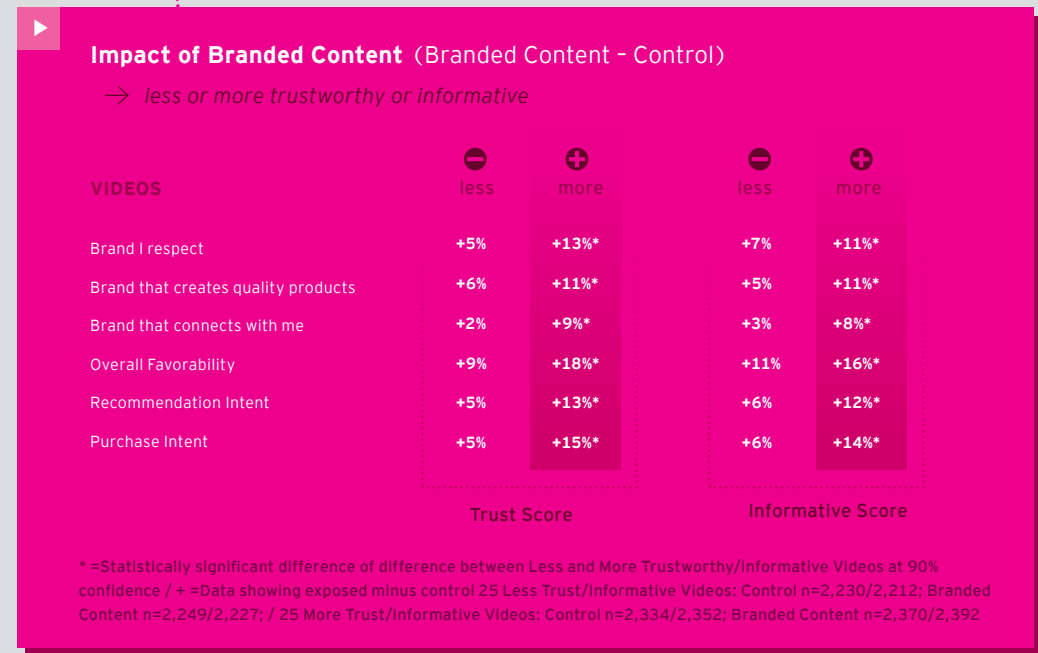 Impact of Branded Content (Branded Content – Control)
→ less or more trustworthy or informative
VIDEOS less more less more
Brand I respect +5% +13%* +7% +11%*
Brand that creates quality products +6% +11%* +5% +11%*
Brand that connects with me +2% +9%* +3% +8%*
Overall Favorability +9% +18%* +11% +16%*
Recommendation Intent +5% +13%* +6% +12%*
Purchase Intent +5% +15%* +6% +14%*
Trust Score Informative Score
* =Statistically significant difference of difference between Less and More Trustworthy/Informative Videos at 90%
confidence / + =Data showing exposed minus control 25 Less Trust/Informative Videos: Control n=2,230/2,212; Branded
Content n=2,249/2,227; / 25 More Trust/Informative Videos: Control n=2,334/2,352; Branded Content n=2,370/2,392